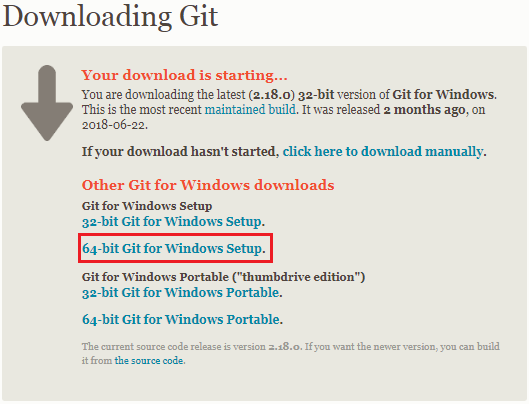 Downloading Git
Your download is starting...
You are downloading the latest (2.18.0) 32-bit version of Git for Windows.
This is the most recent maintained build. It was released 2 months ago, on
2018-06-22.
If your download hasn't started, click here to download manually.
Other Git for Windows downloads
Git for Windows Setup
32-bit Git for Windows Setup.
64-bit Git for Windows Setup.
Git for Windows Portable ("thumbdrive edition")
32-bit Git for Windows Portable.
64-bit Git for Windows Portable.
The current source code release is version 2.18.0. If you want the newer version, you can build
it from the source code.